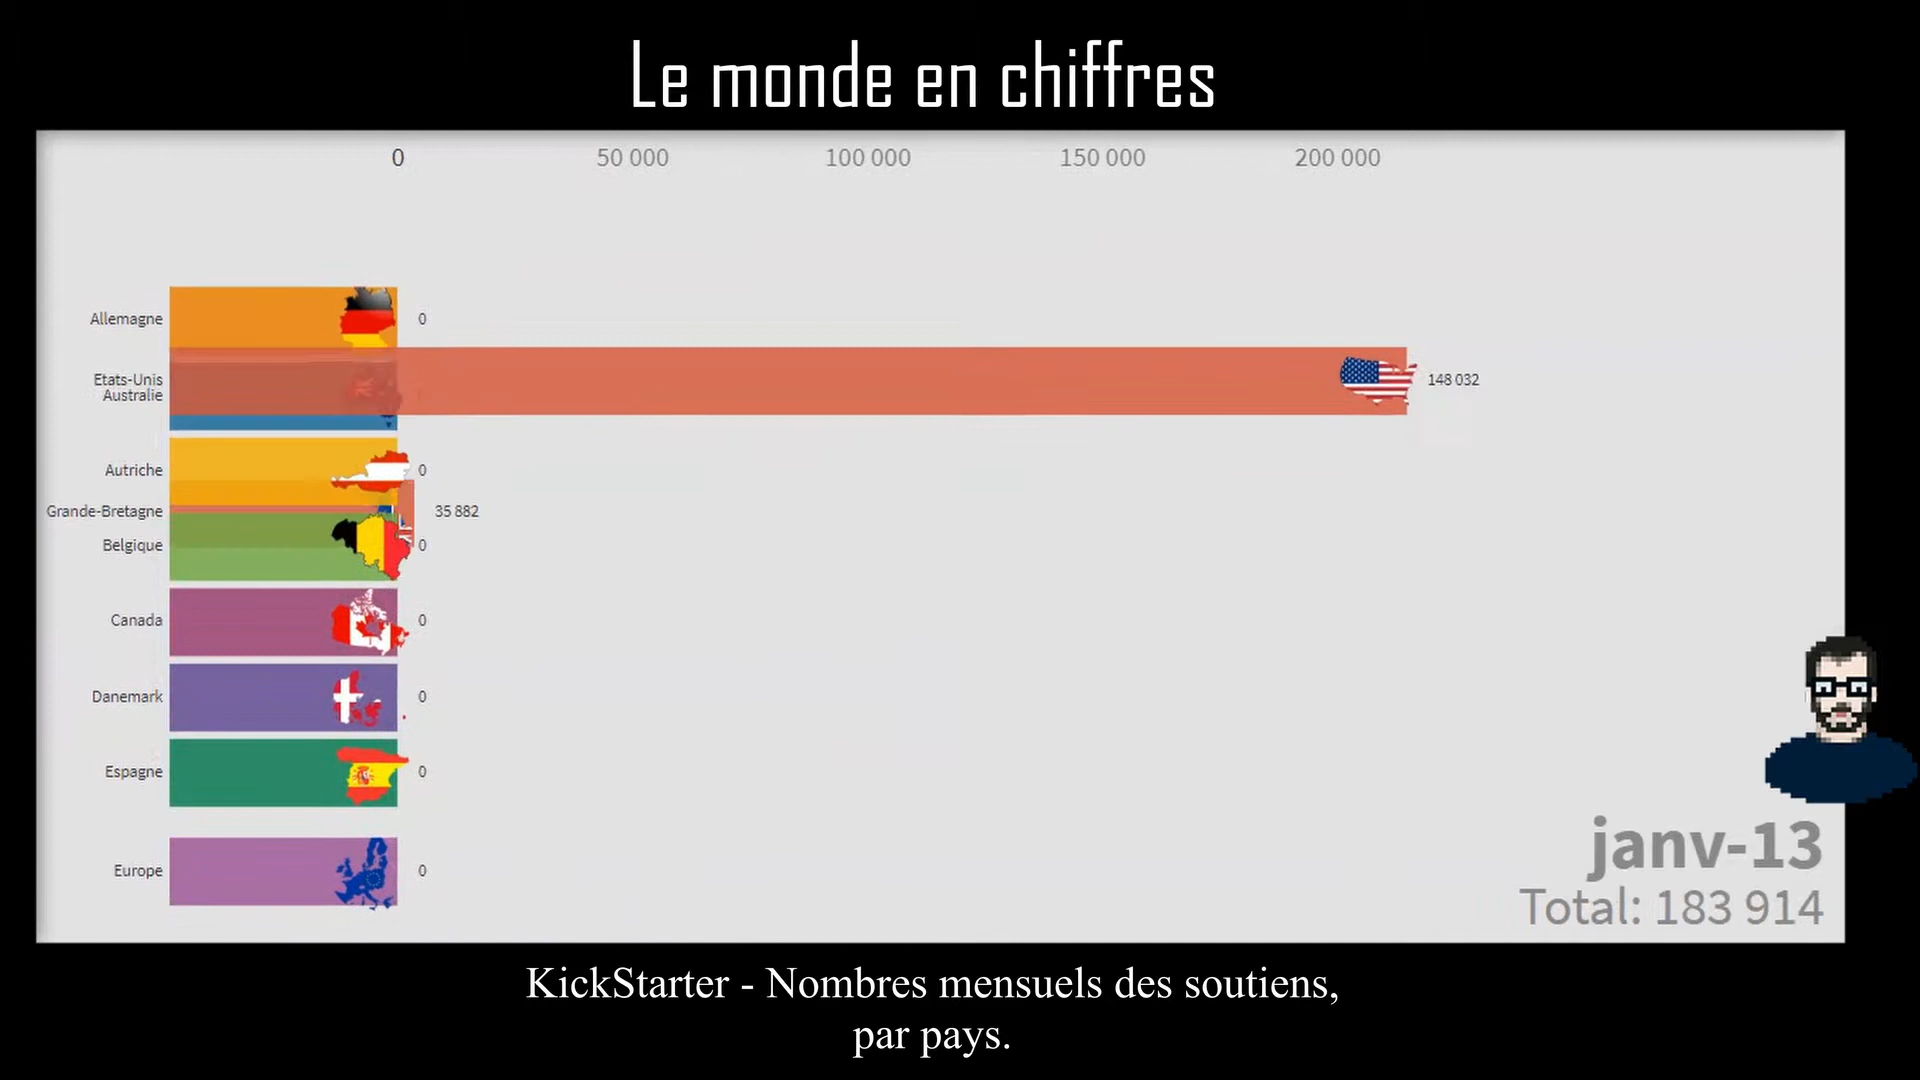 Le monde en chiffres
0 50 000 100 000 150 000 200 000
Allemagne 0
Etats-Unis 148 032
Australie
Autriche 0
Grande-Bretagne 35 882
Belgique 0
Canada 0
Danemark 0
Espagne 0
Europe 0
janv-13
Total: 183 914
KickStarter - Nombres mensuels des soutiens,
par pays.